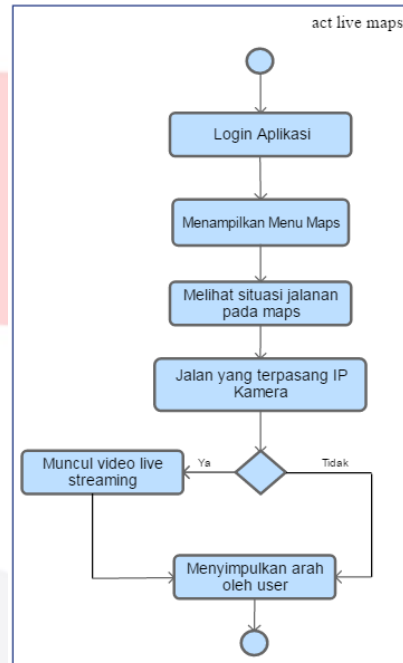 act live maps
Login Aplikasi
Menampilkan Menu Maps
Melihat situasi jalanan
pada maps
Jalan yang terpasang IP
Kamera
Ya
Tidak
Muncul video live
streaming
Menyimpulkan arah
oleh user